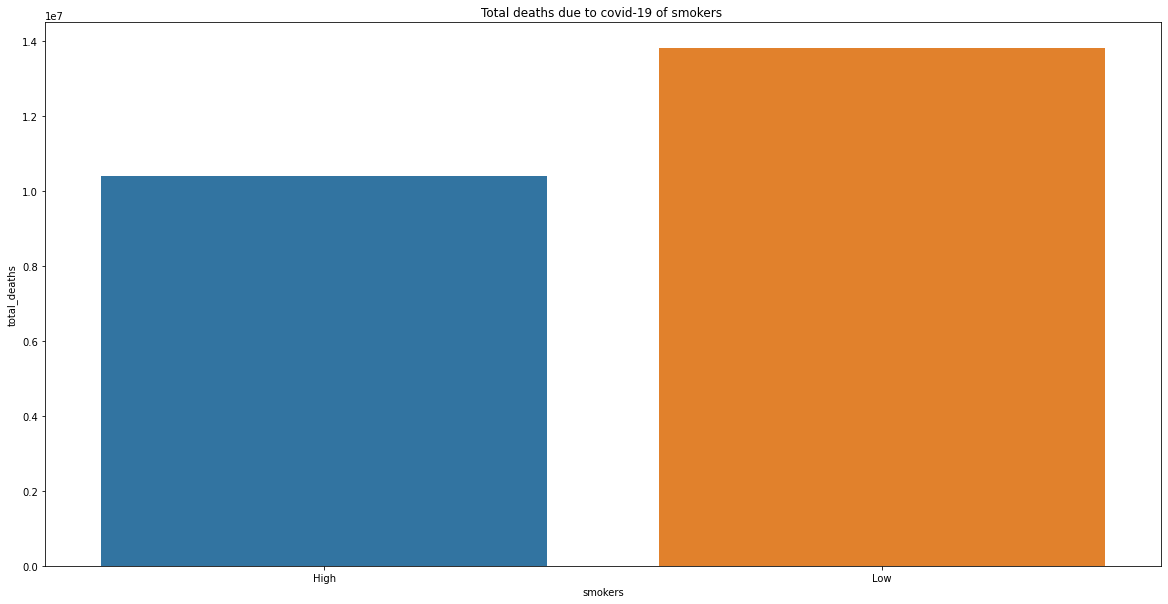 Total deaths due to covid-19 of smokers
1e7
1.4
1.2
1.0
0.8
0.6
0.4
0.2
0.0
total_deaths
High
Low
smokers